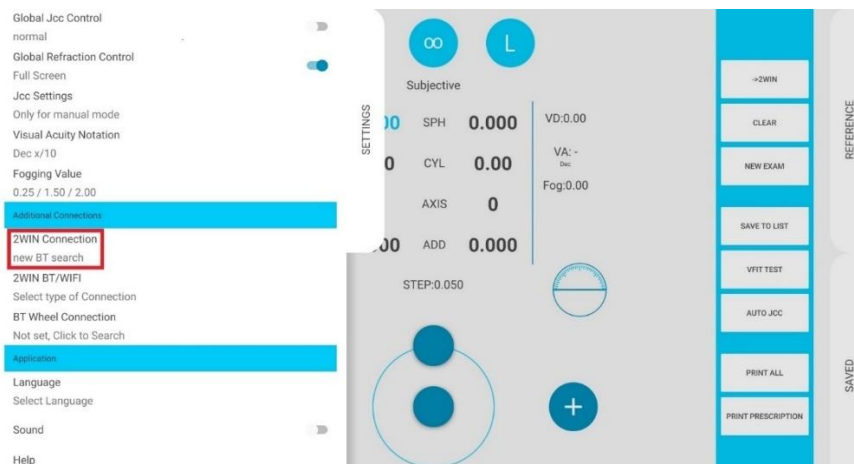 Global Jcc Control
normal
Global Refraction Control
Full Screen
Jcc Settings
Only for manual mode
Visual Acuity Notation
Dec x/10
Fogging Value
0.25 / 1.50 / 2.00
Additional Connections
2WIN Connection
new BT search
2WIN BT/WIFI
Select type of Connection
BT Wheel Connection
Not set, Click to Search
Application
Language
Select Language
Sound
Help
SETTINGS
∞ L
Subjective
00 SPH 0.000
0 CYL 0.00
AXIS 0
00 ADD 0.000
STEP:0.050
VD:0.00
VA: -
Dec
Fog:0.00
+
->2WIN
CLEAR
NEW EXAM
SAVE TO LIST
VFIT TEST
AUTO JCC
PRINT ALL
PRINT PRESCRIPTION
REFERENCE
SAVED